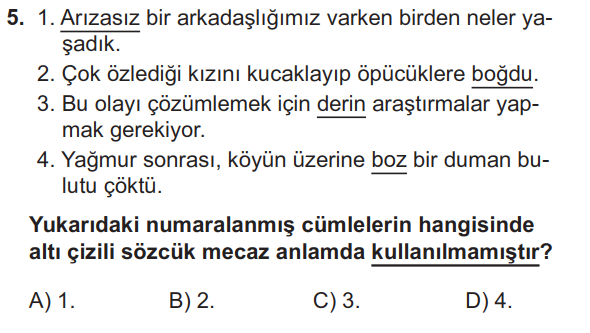 5. 1. Arızasız bir arkadaşlığımız varken birden neler ya-
şadık.
2. Çok özlediği kızını kucaklayıp öpücüklere boğdu.
3. Bu olayı çözümlemek için derin araştırmalar yap-
mak gerekiyor.
4. Yağmur sonrası, köyün üzerine boz bir duman bu-
lutu çöktü.
Yukarıdaki numaralanmış cümlelerin hangisinde
altı çizili sözcük mecaz anlamda kullanılmamıştır?
A) 1. B) 2. C) 3. D) 4.